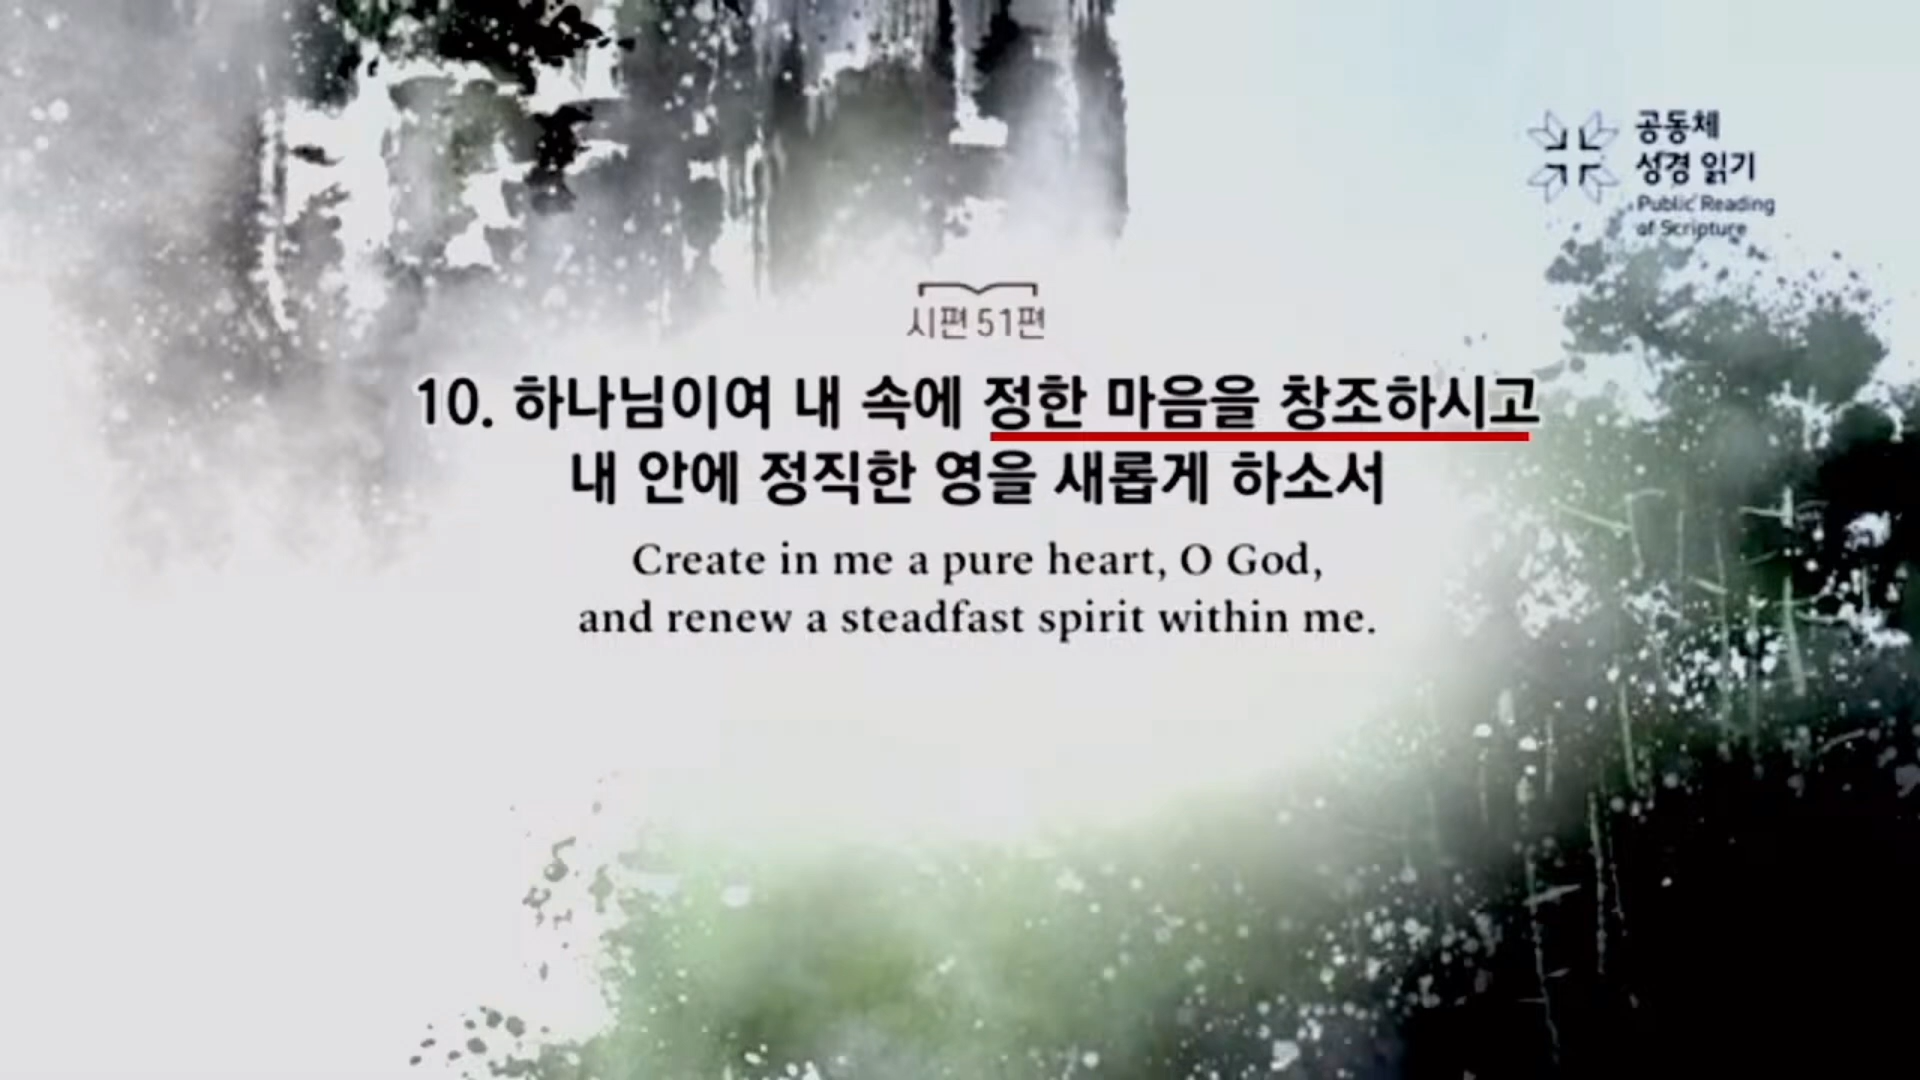 공동체
성경 읽기
Public Reading
of Scripture
시편 51편
10. 하나님이여 내 속에 정한 마음을 창조하시고
내 안에 정직한 영을 새롭게 하소서
Create in me a pure heart, O God,
and renew a steadfast spirit within me.